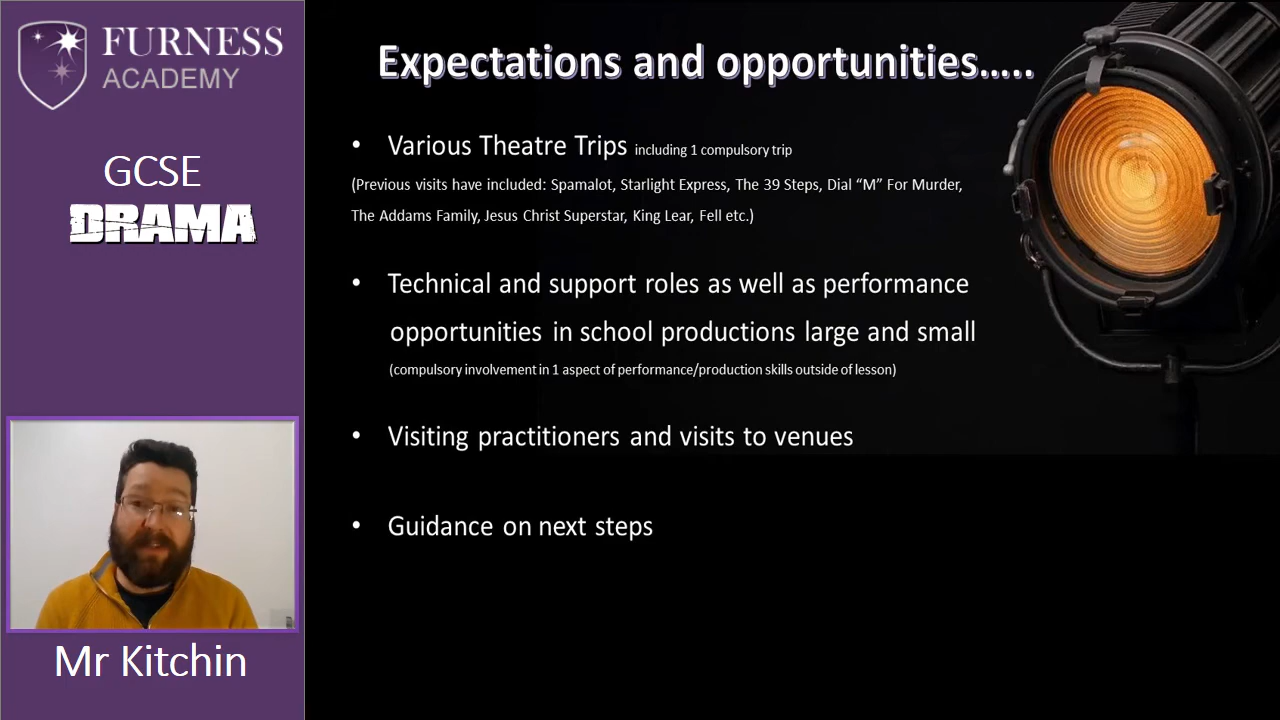 FURNESS
ACADEMY
GCSE
DRAMA
Mr Kitchin
Expectations and opportunities…..
• Various Theatre Trips including 1 compulsory trip
(Previous visits have included: Spamalot, Starlight Express, The 39 Steps, Dial “M” For Murder,
The Addams Family, Jesus Christ Superstar, King Lear, Fell etc.)
• Technical and support roles as well as performance
opportunities in school productions large and small
(compulsory involvement in 1 aspect of performance/production skills outside of lesson)
• Visiting practitioners and visits to venues
• Guidance on next steps